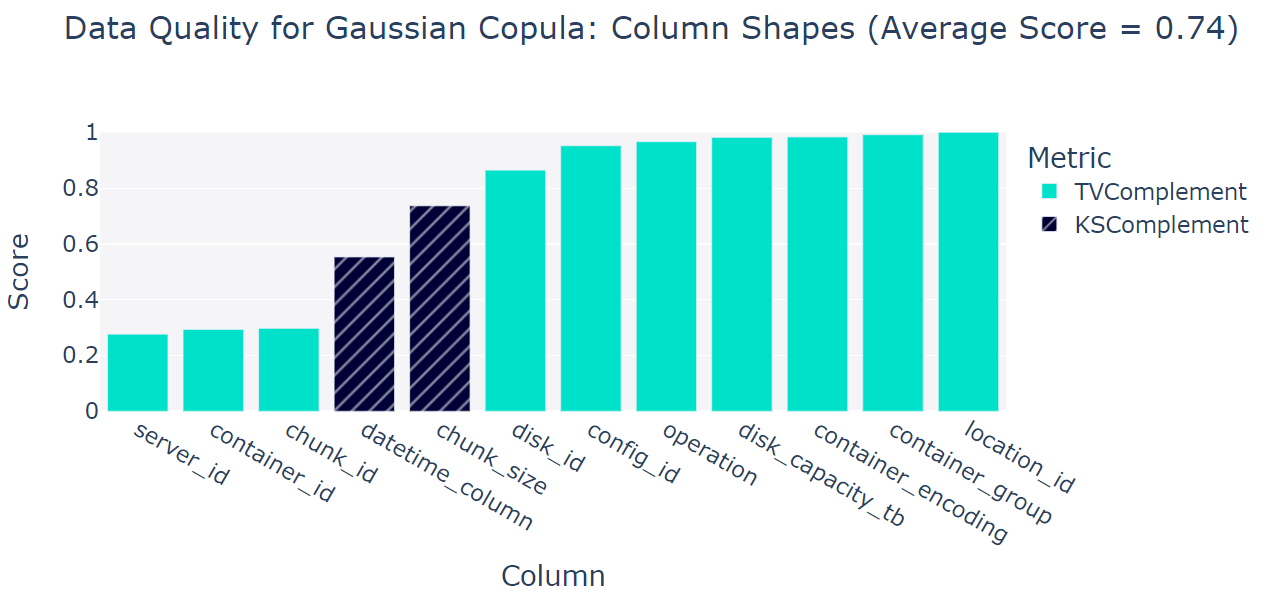 Data Quality for Gaussian Copula: Column Shapes (Average Score = 0.74)
Metric
TVComplement
KSComplement
Score
1
0.8
0.6
0.4
0.2
0
server_id
container_id
chunk_id
datetime_column
chunk_size
disk_id
config_id
operation
disk_capacity_tb
container_encoding
container_group
location_id
Column